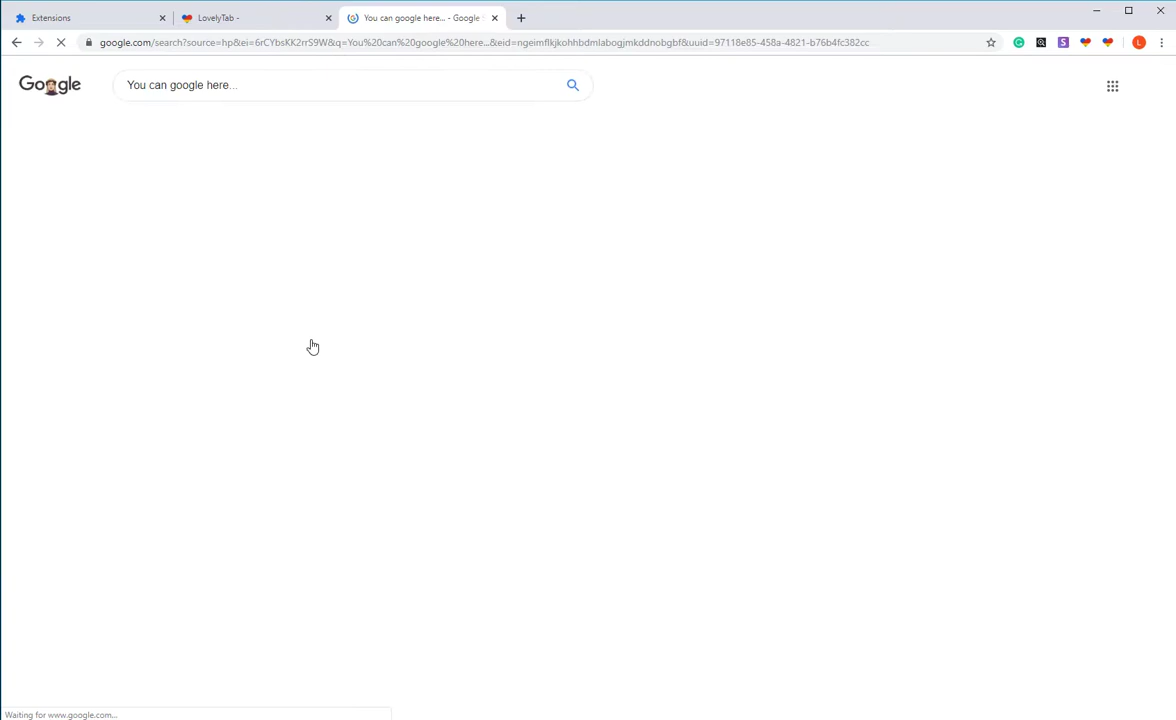 Extensions
LovelyTab -
You can google here... - Google S
google.com/search?source=hp&ei=6rCYbsKK2rrS9W&q=You%20can%20google%20here...&eid=ngeimflkjkohhbdmlabogjmkddnobgbf&uuid=97118e85-458a-4821-b76b4fc382cc
L
Google
You can google here...
Waiting for www.google.com...